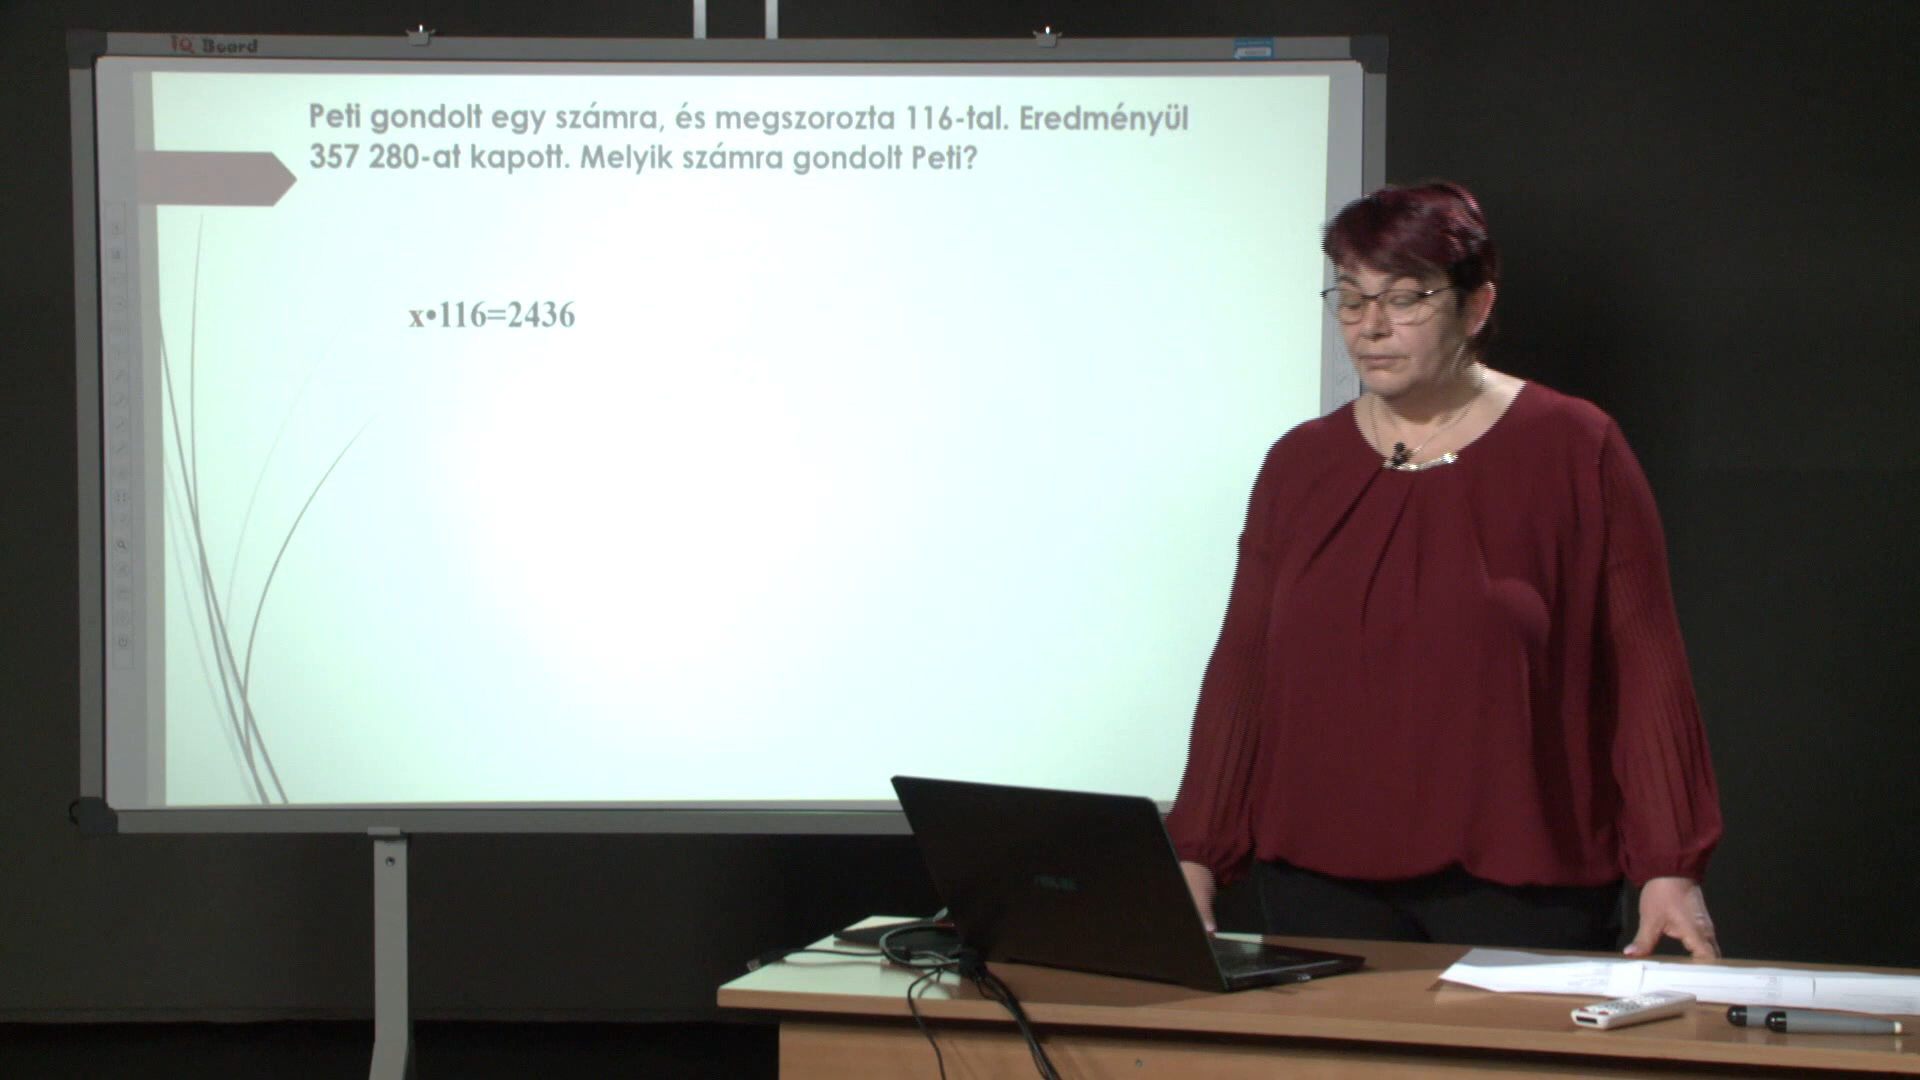 IQ Board
Peti gondolt egy számra, és megszorozta 116-tal. Eredményül
357 280-at kapott. Melyik számra gondolt Peti?
x•116=2436
ASUS